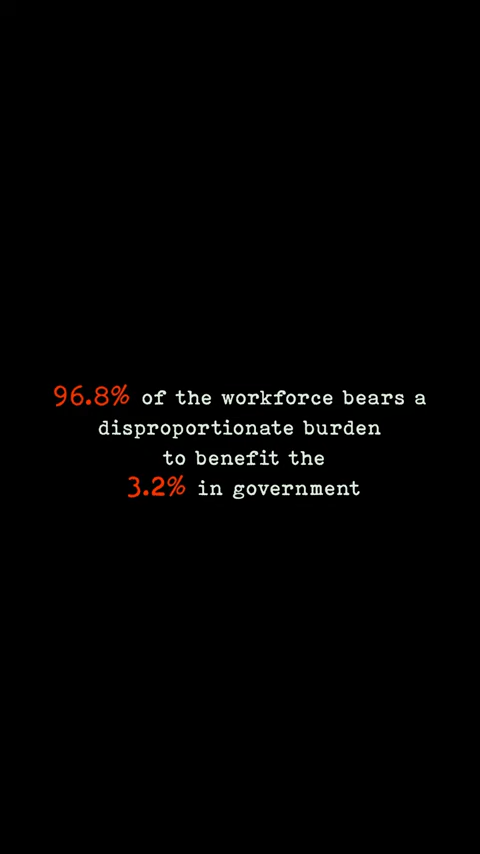 96.8% of the workforce bears a
disproportionate burden
to benefit the
3.2% in government